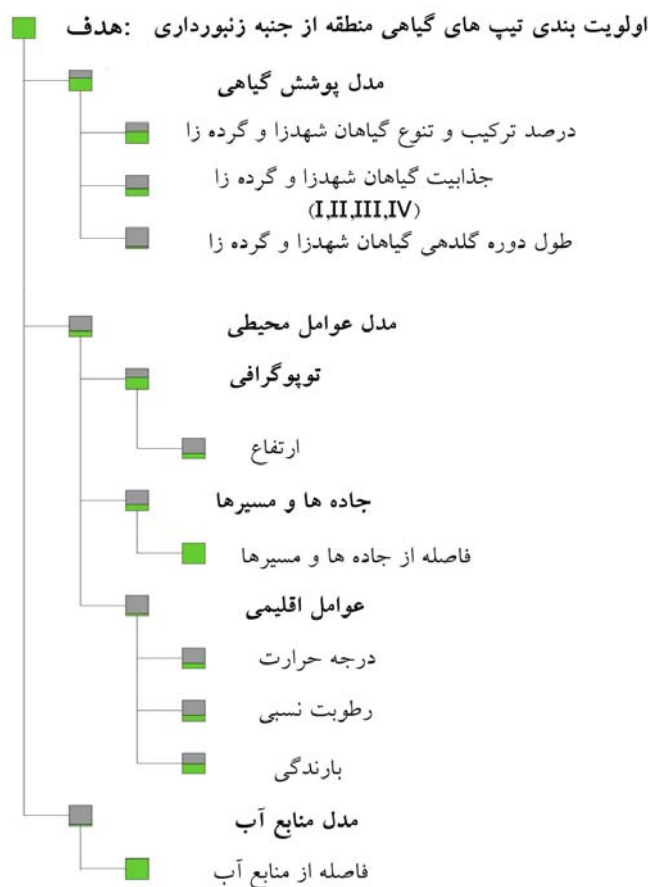 هدف: اولویت بندی تیپ های گیاهی منطقه از جنبه زنبورداری
مدل پوشش گیاهی
درصد ترکیب و تنوع گیاهان شهدزا و گرده زا
جذابیت گیاهان شهدزا و گرده زا
(I,II,III,IV)
طول دوره گلدهی گیاهان شهدزا و گرده زا
مدل عوامل محیطی
توپوگرافی
ارتفاع
جاده ها و مسیرها
فاصله از جاده ها و مسیرها
عوامل اقلیمی
درجه حرارت
رطوبت نسبی
بارندگی
مدل منابع آب
فاصله از منابع آب